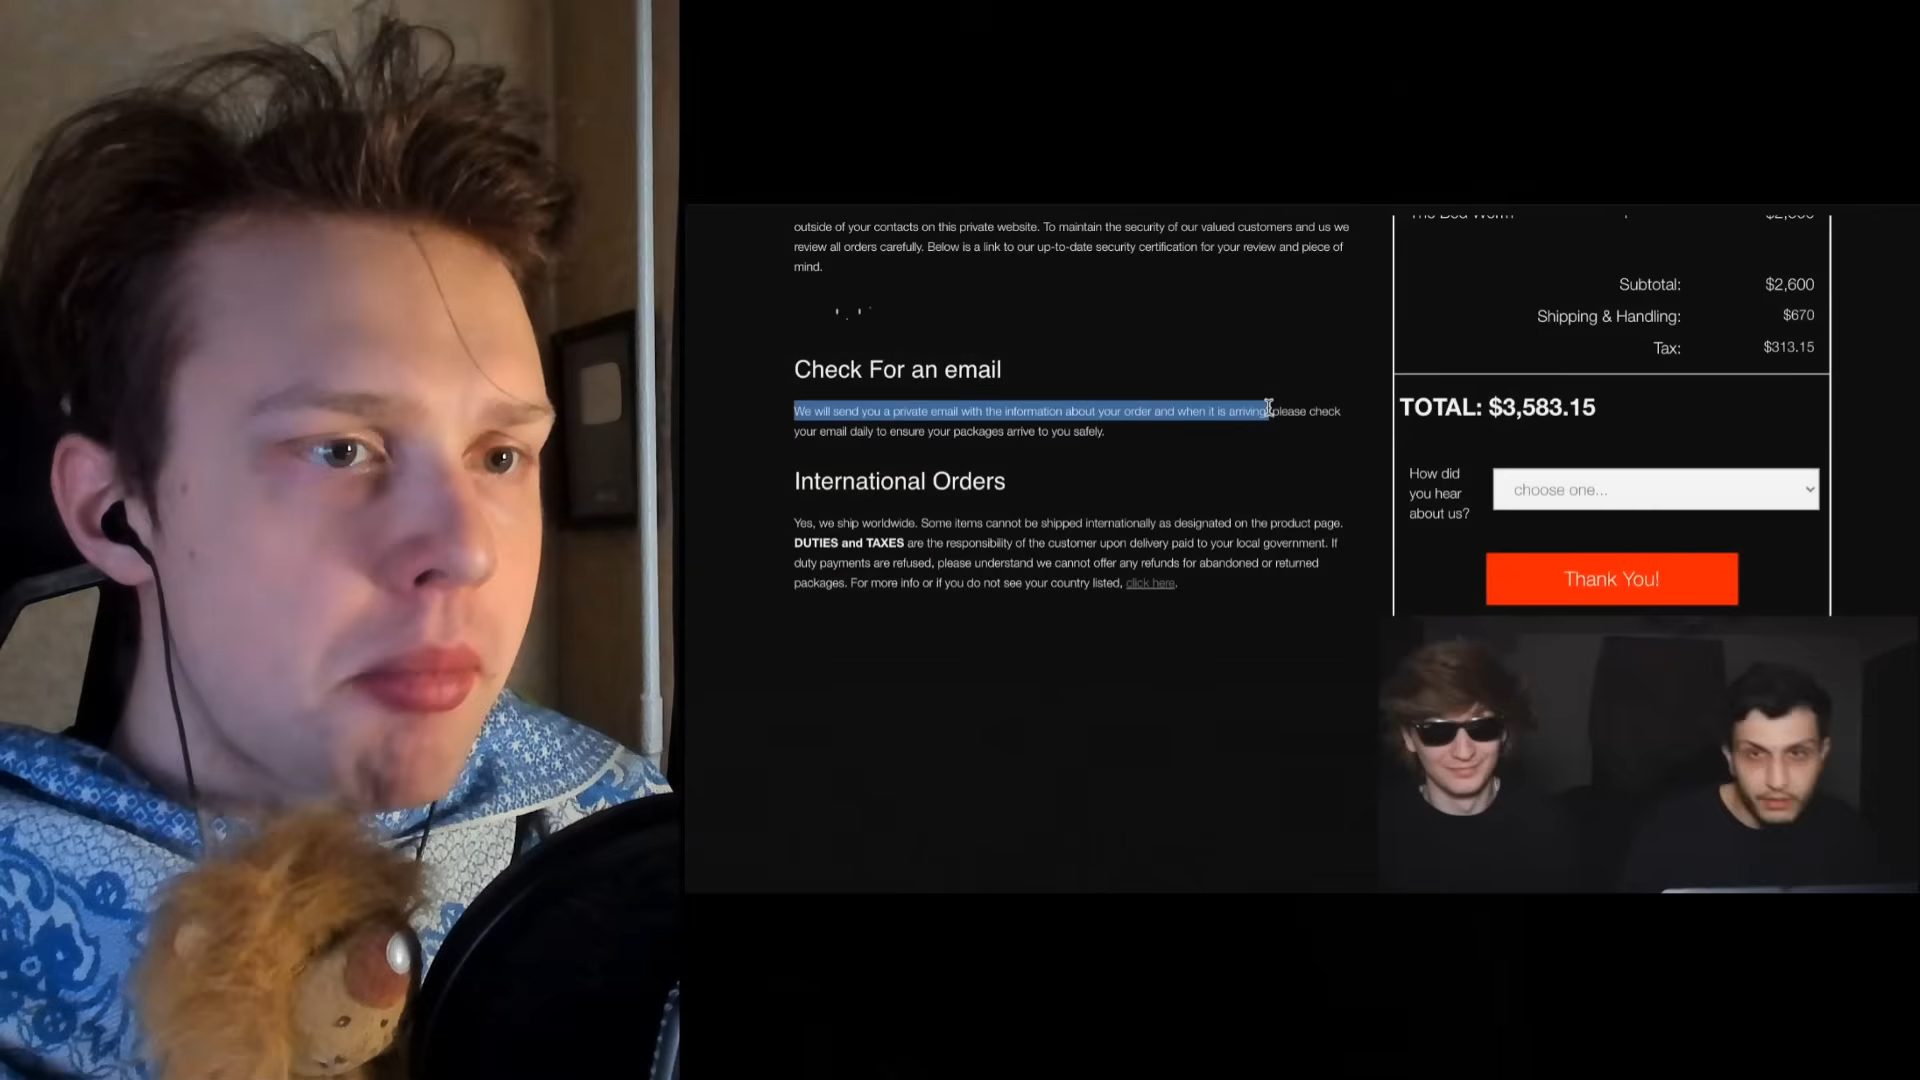 outside of your contacts on this private website. To maintain the security of our valued customers and us we
review all orders carefully. Below is a link to our up-to-date security certification for your review and piece of
mind.
Check For an email
We will send you a private email with the information about your order and when it is arriving please check
your email daily to ensure your packages arrive to you safely.
International Orders
Yes, we ship worldwide. Some items cannot be shipped internationally as designated on the product page.
DUTIES and TAXES are the responsibility of the customer upon delivery paid to your local government. If
duty payments are refused, please understand we cannot offer any refunds for abandoned or returned
packages. For more info or if you do not see your country listed, click here.
Subtotal: $2,600
Shipping & Handling: $670
Tax: $313.15
TOTAL: $3,583.15
How did
you hear
about us?
choose one...
Thank You!